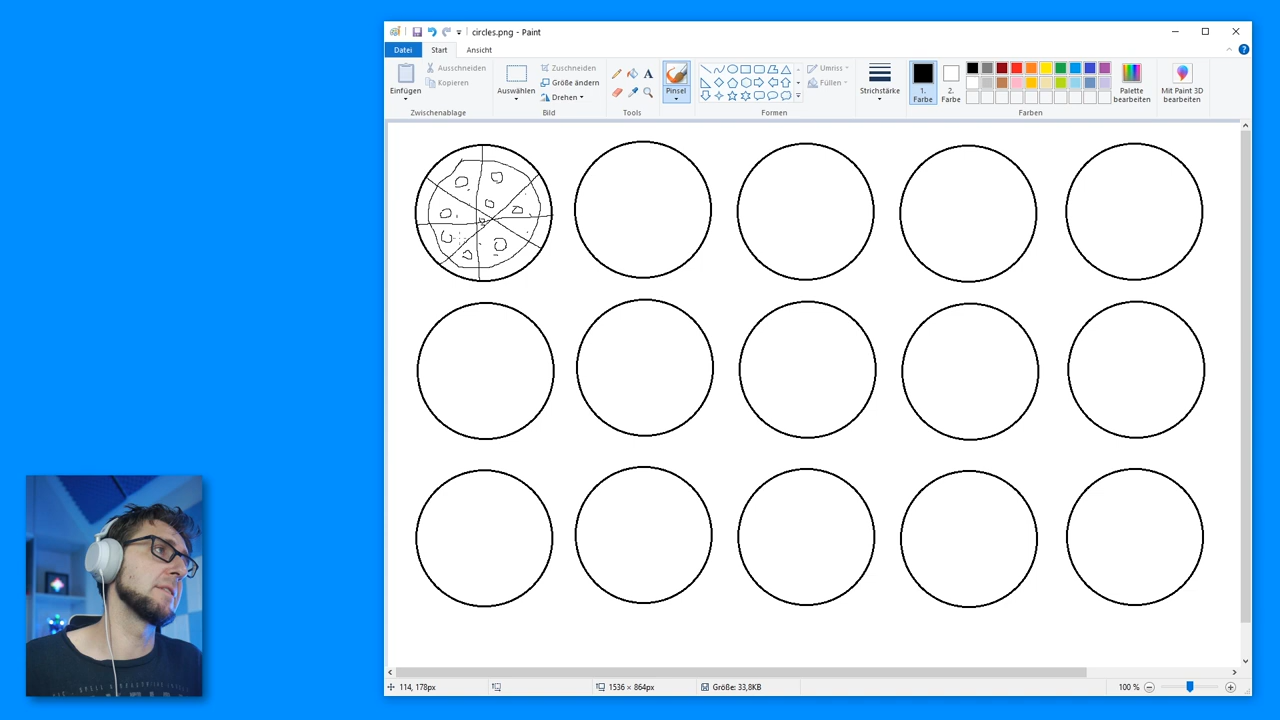 circles.png - Paint
Datei Start Ansicht
Einfügen
Ausschneiden
Kopieren
Zwischenablage
Auswählen
Zuschneiden
Größe ändern
Drehen
Bild
Tools
Pinsel
Formen
Umriss
Füllen
Strichstärke
1. Farbe
2. Farbe
Palette bearbeiten
Mit Paint 3D bearbeiten
Farben
114, 178px
1536 × 864px
Größe: 33,8KB
100 %